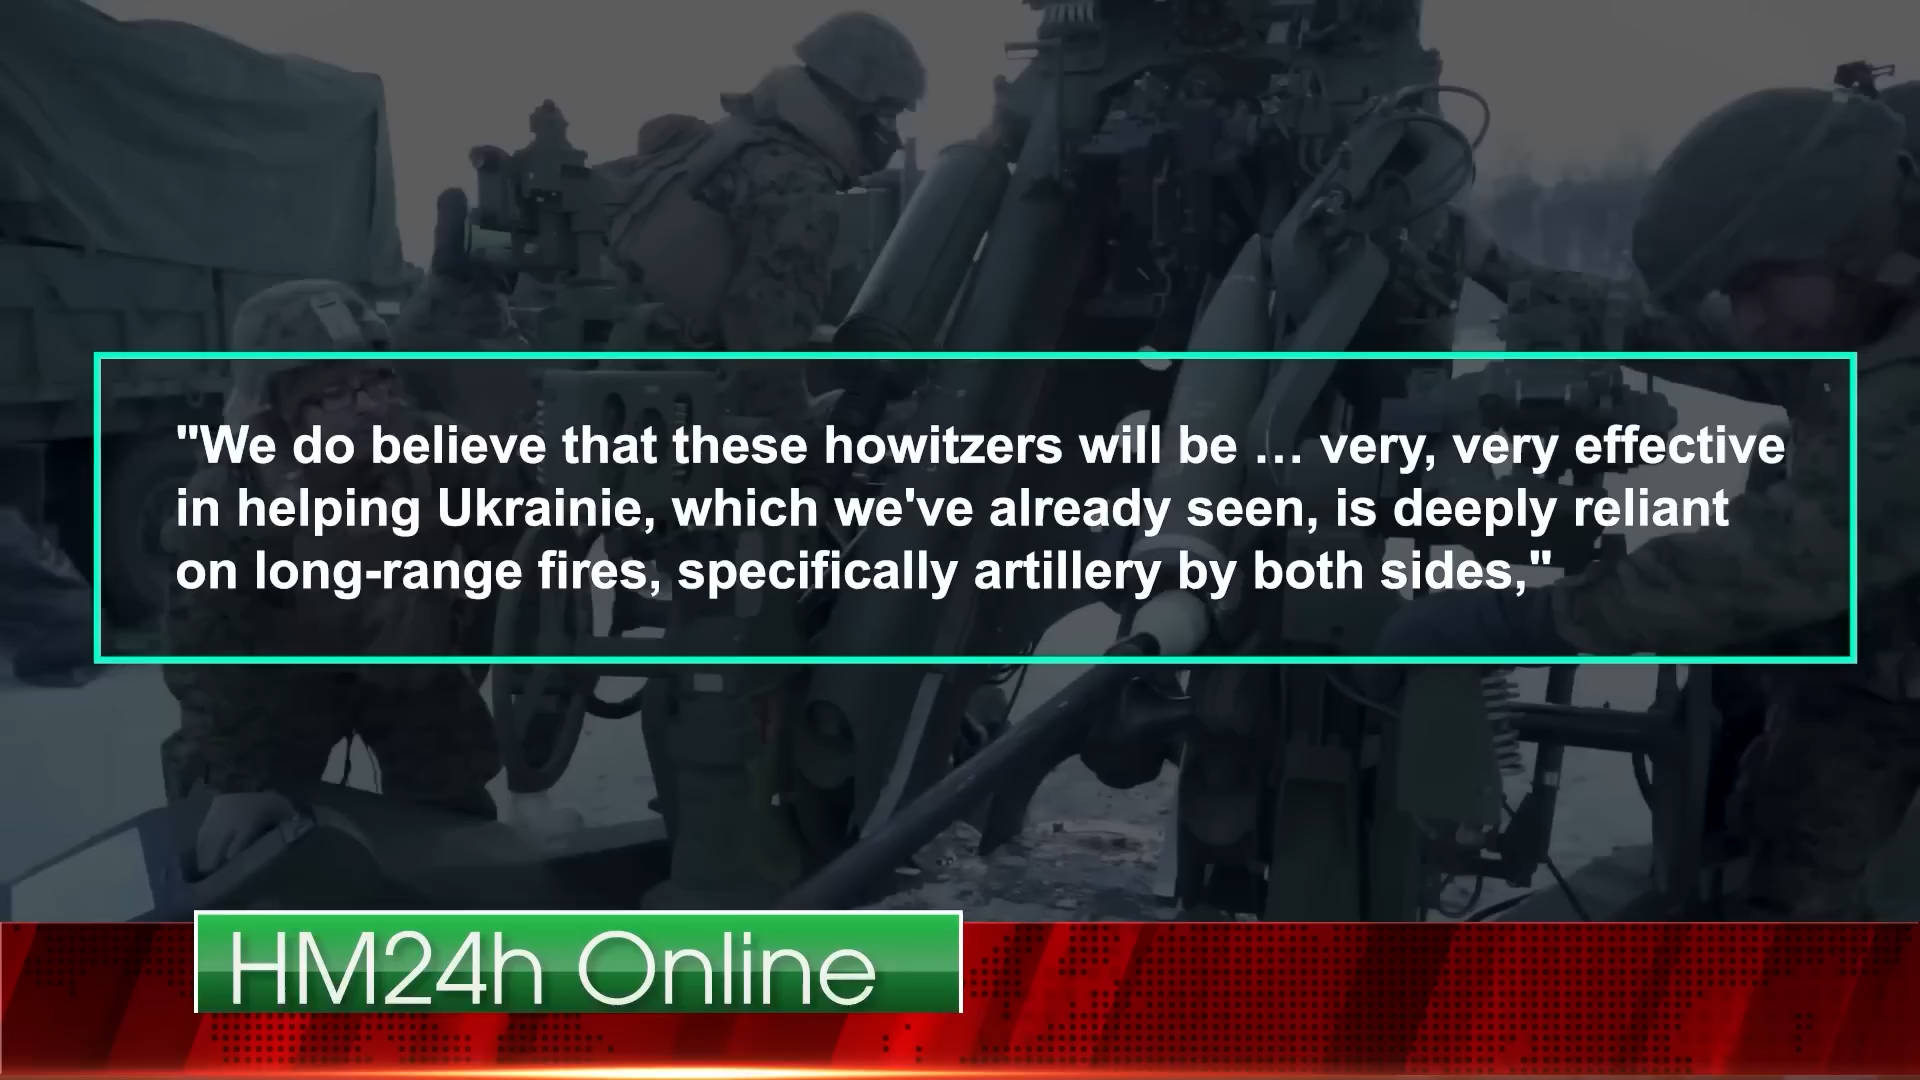 "We do believe that these howitzers will be … very, very effective
in helping Ukrainie, which we've already seen, is deeply reliant
on long-range fires, specifically artillery by both sides,"
HM24h Online